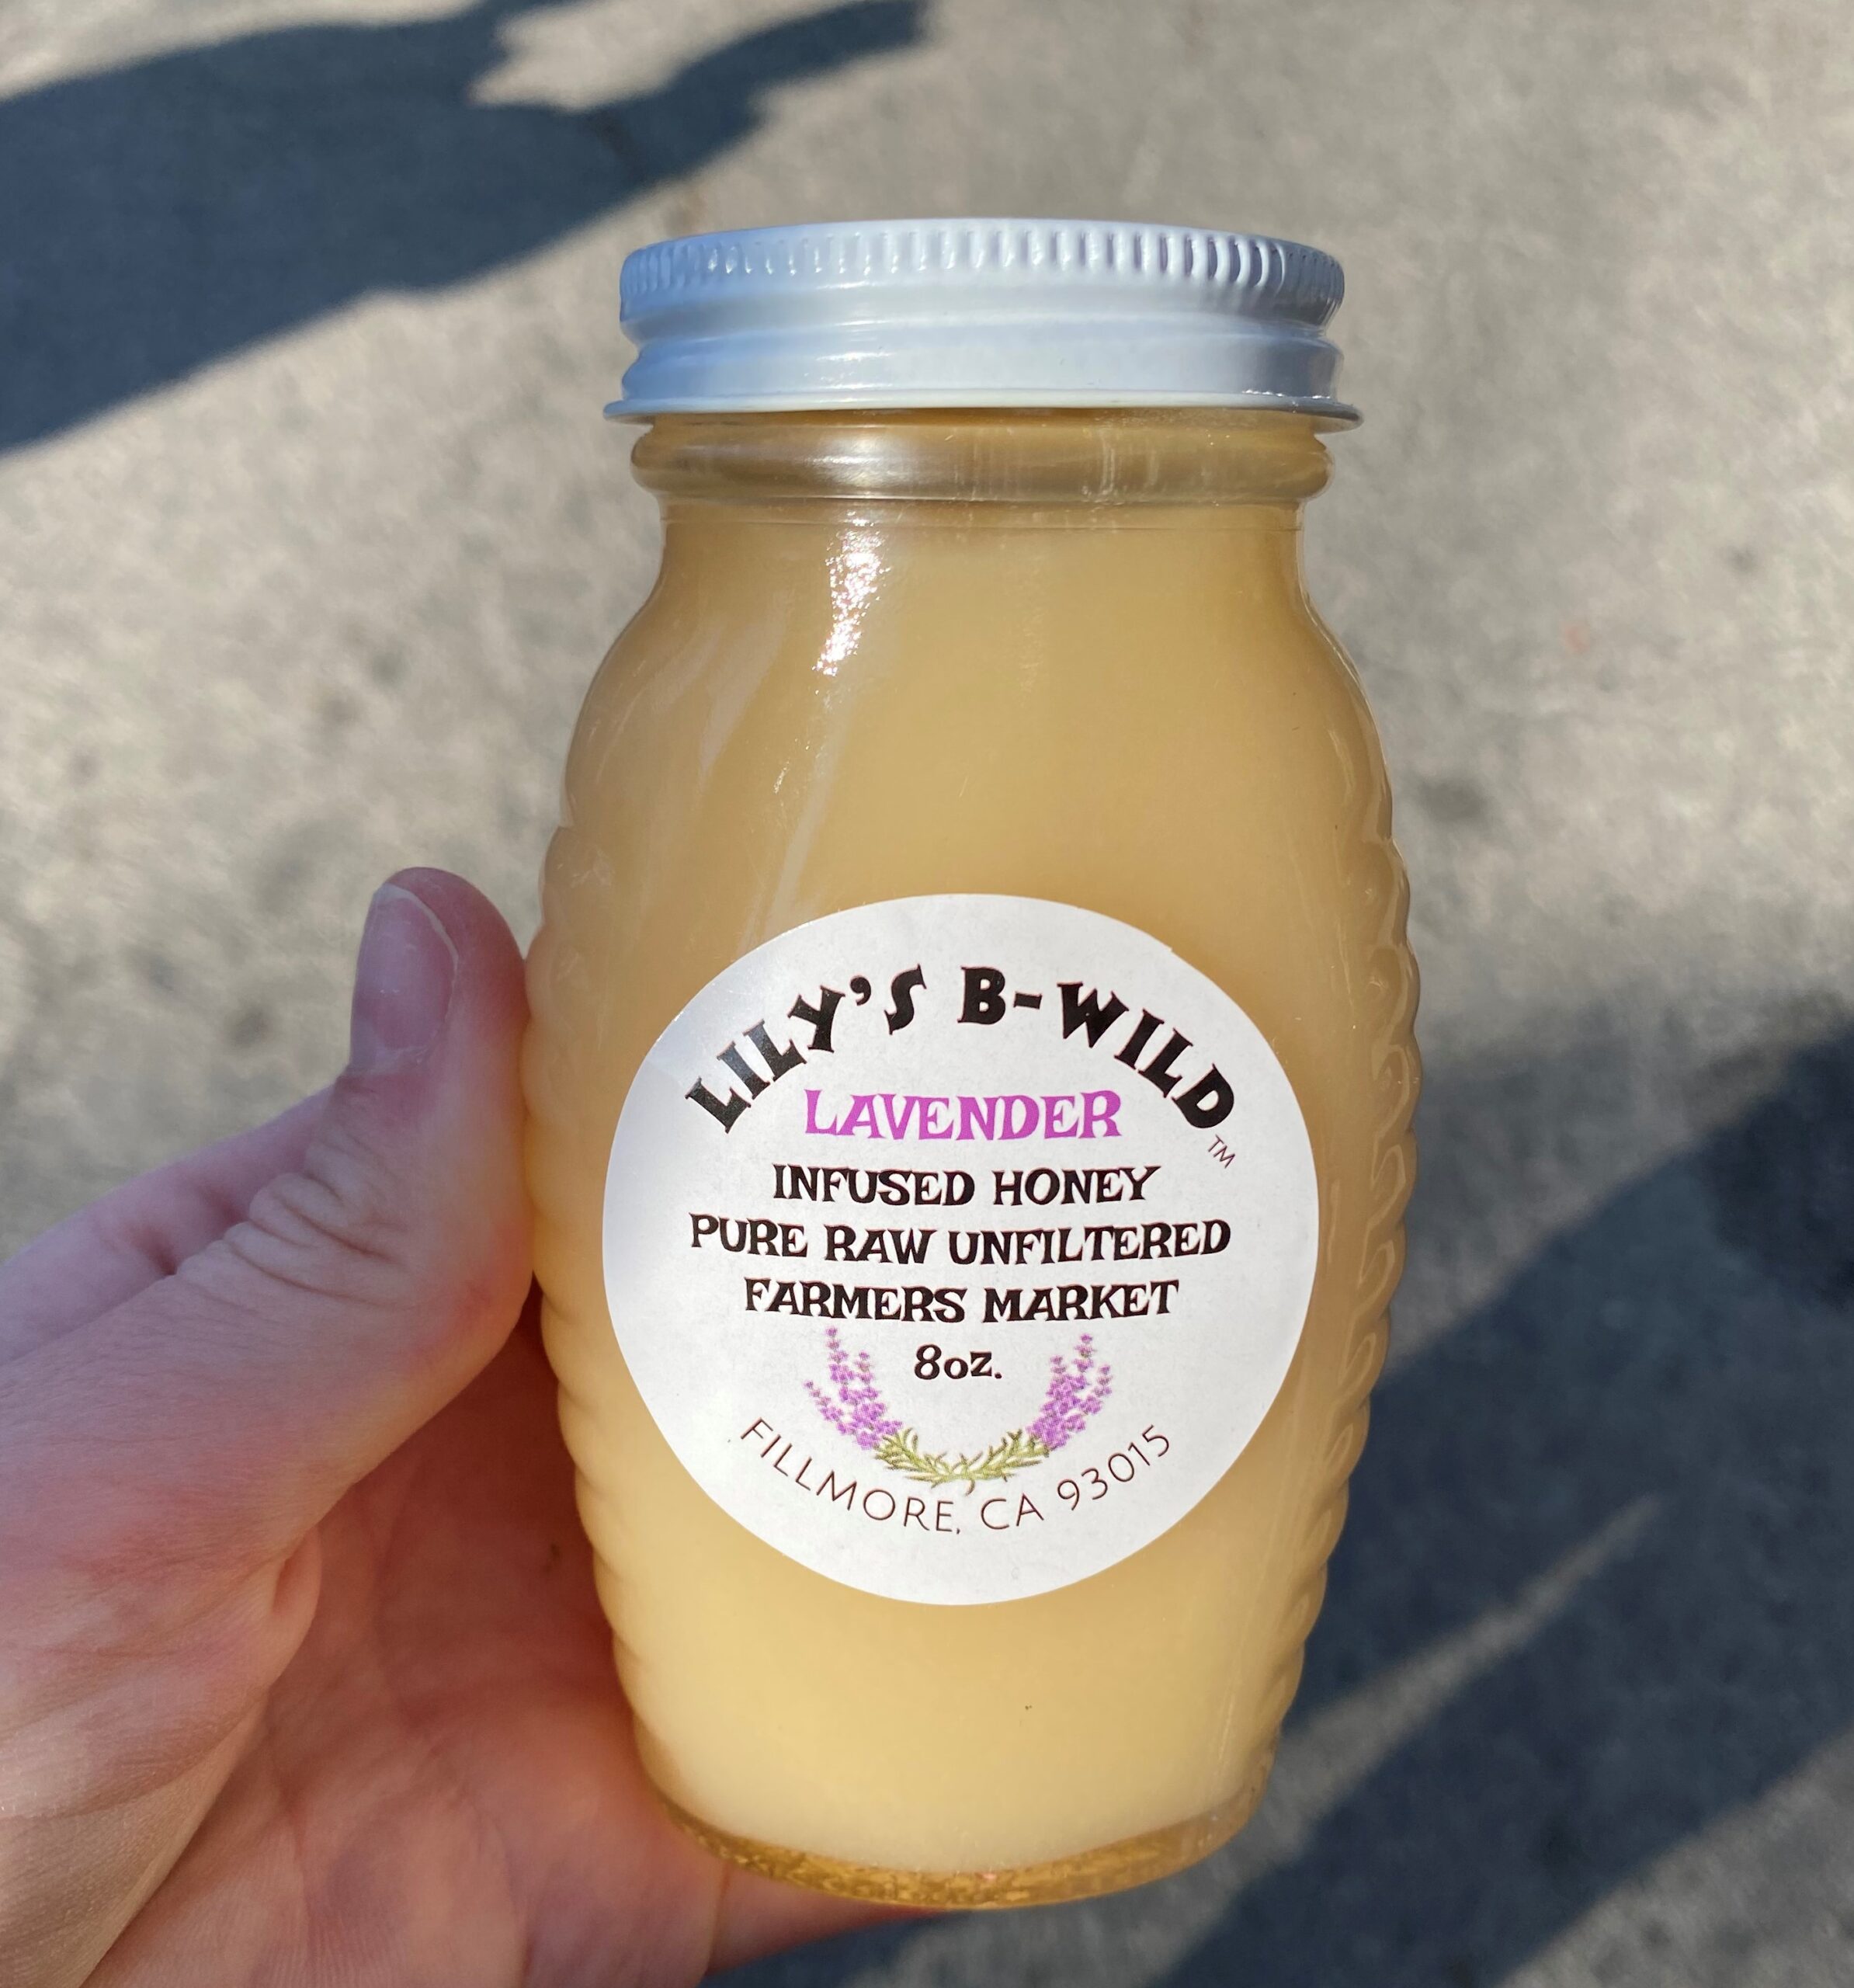 LILY'S B-WILD
TM
LAVENDER
INFUSED HONEY
PURE RAW UNFILTERED
FARMERS MARKET
8oz.
FILLMORE, CA 93015